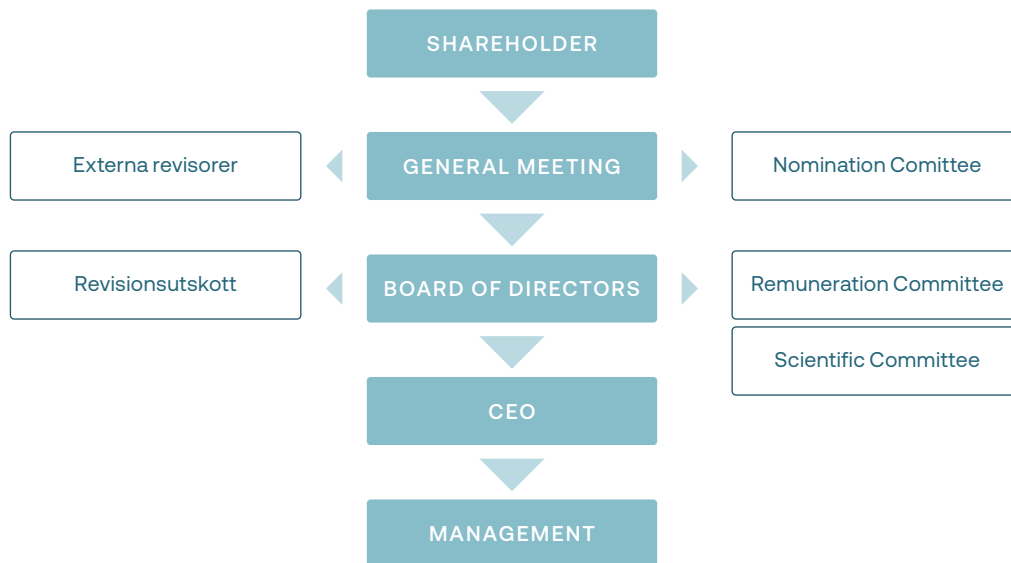 SHAREHOLDER
Externa revisorer
GENERAL MEETING
Nomination Comittee
Revisionsutskott
BOARD OF DIRECTORS
Remuneration Committee
Scientific Committee
CEO
MANAGEMENT